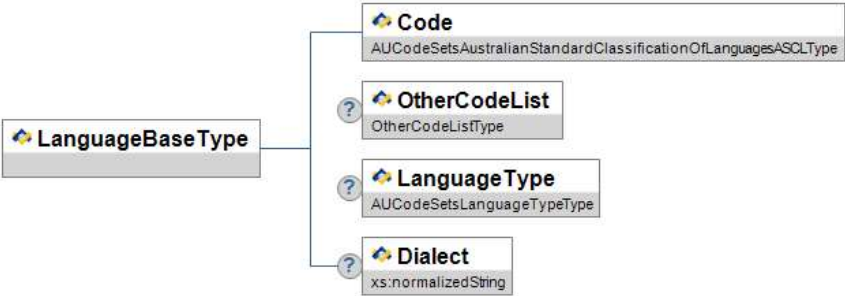 Code
AUCodeSetsAustralianStandardClassificationOfLanguagesASCLType
?
OtherCodeList
OtherCodeListType
LanguageBaseType
?
LanguageType
AUCodeSetsLanguageTypeType
?
Dialect
xs:normalizedString